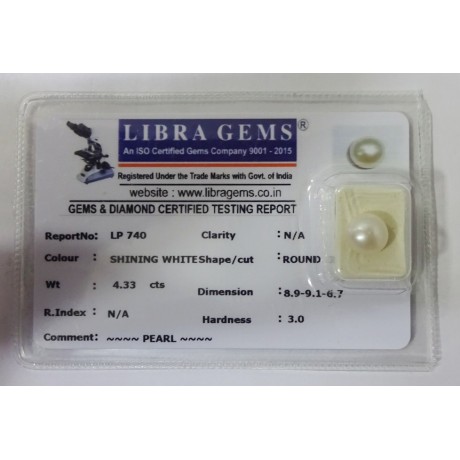 LIBRA GEMS®
An ISO Certified Gems Company 9001 - 2015
Registered Under the Trade Marks with Govt. of India
website : www.libragems.co.in
GEMS & DIAMOND CERTIFIED TESTING REPORT
ReportNo: LP 740 Clarity : N/A
Colour : SHINING WHITE Shape/cut : ROUND
Wt : 4.33 cts Dimension : 8.9-9.1-6.7
R.Index : N/A Hardness : 3.0
Comment: ~~~~ PEARL ~~~~